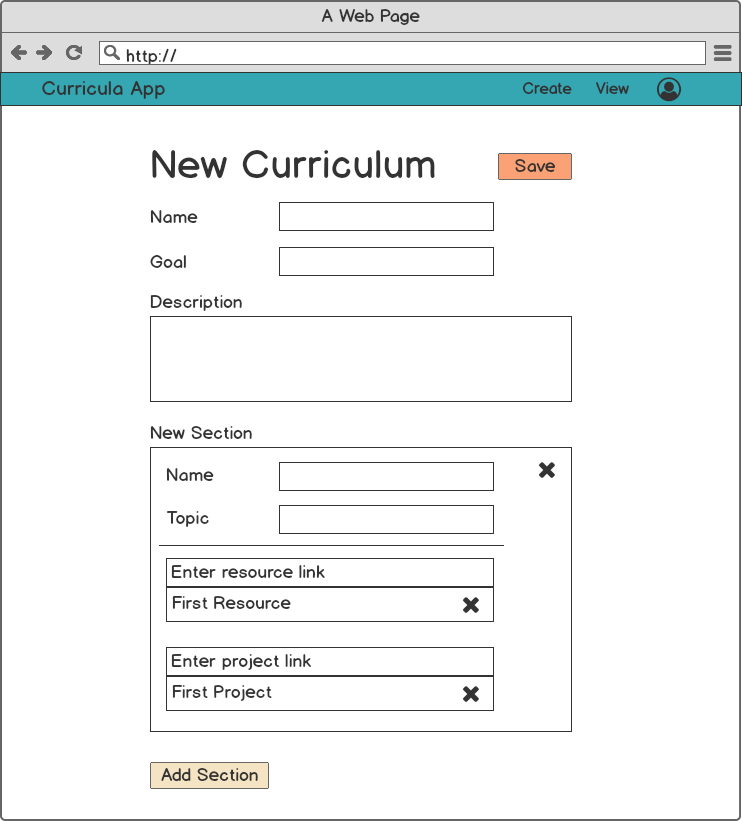 A Web Page
http://
Curricula App Create View
New Curriculum Save
Name
Goal
Description
New Section
Name
Topic
Enter resource link
First Resource
Enter project link
First Project
Add Section